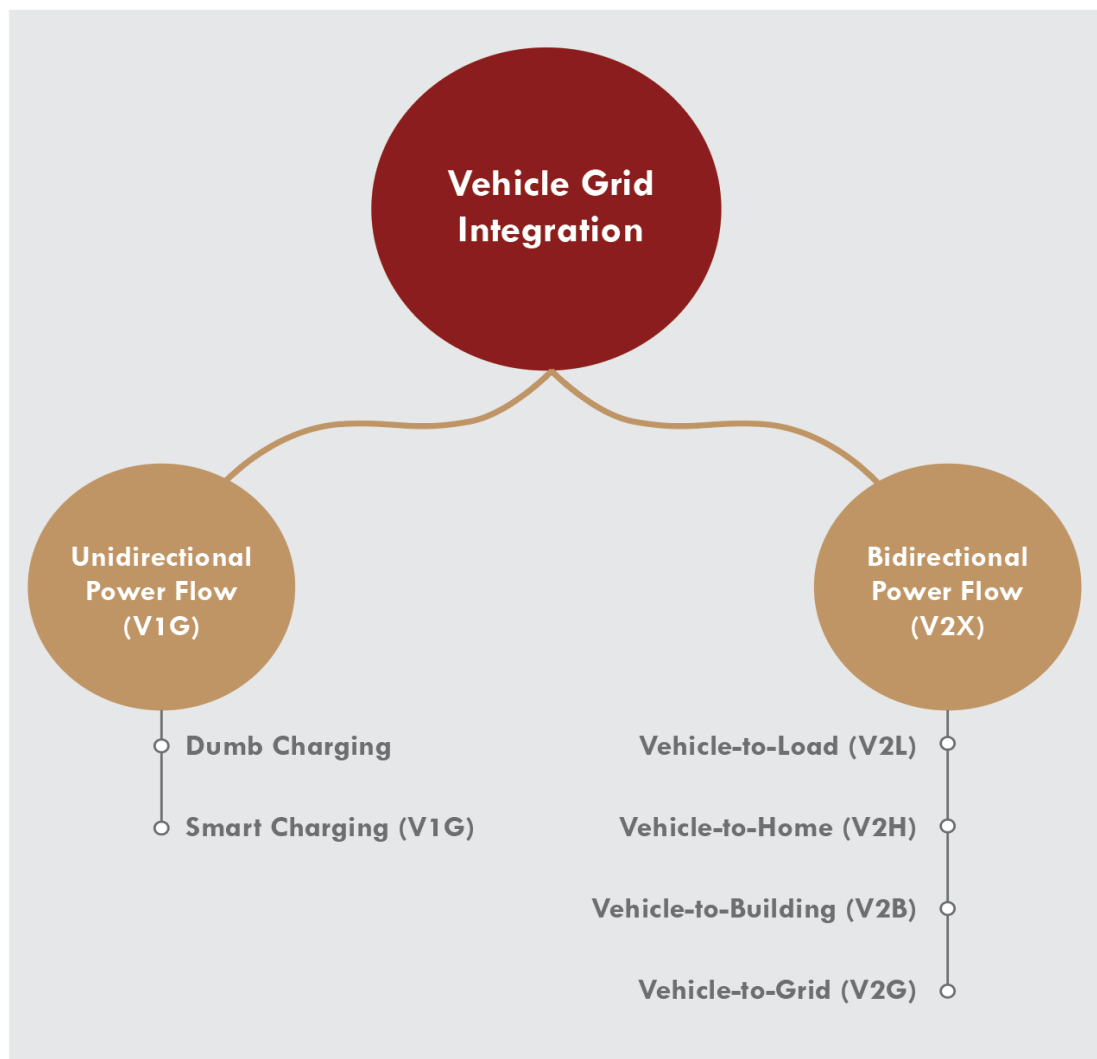 Vehicle Grid
Integration
Unidirectional
Power Flow
(V1G)
Dumb Charging
Smart Charging (V1G)
Bidirectional
Power Flow
(V2X)
Vehicle-to-Load (V2L)
Vehicle-to-Home (V2H)
Vehicle-to-Building (V2B)
Vehicle-to-Grid (V2G)